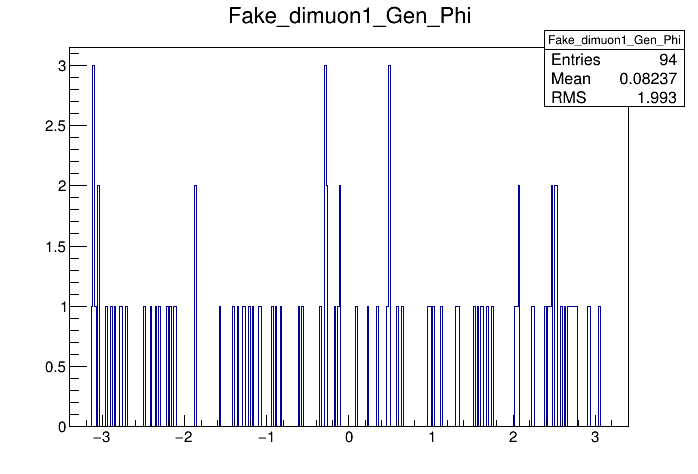 Fake_dimuon1_Gen_Phi
Fake_dimuon1_Gen_Phi
Entries 94
Mean 0.08237
RMS 1.993
3
2.5
2
1.5
1
0.5
0
−3 −2 −1 0 1 2 3